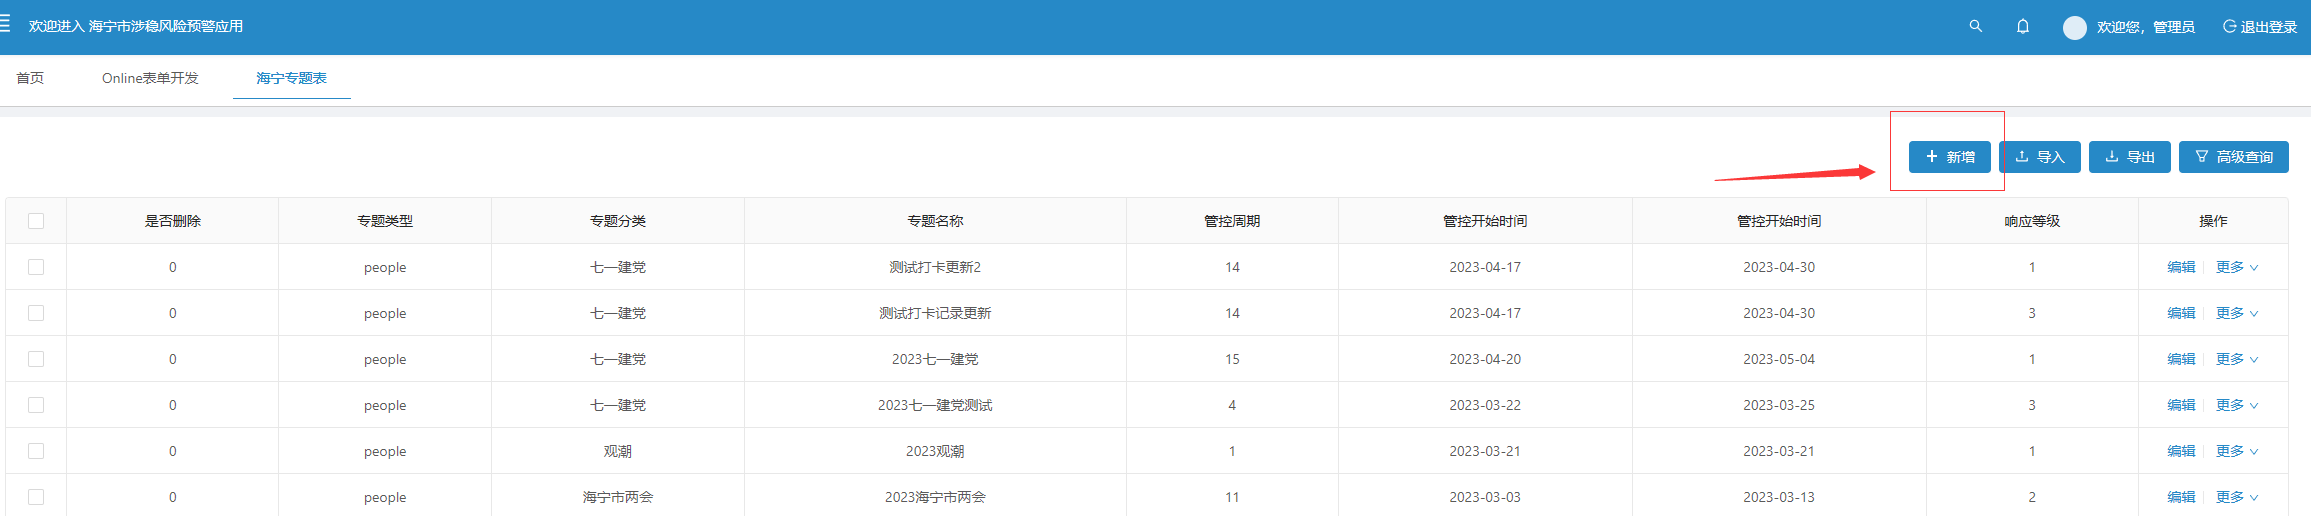 欢迎进入 海宁市涉稳风险预警应用 欢迎您，管理员 退出登录
首页 Online表单开发 海宁专题表
新增 导入 导出 高级查询
是否删除 专题类型 专题分类 专题名称 管控周期 管控开始时间 管控开始时间 响应等级 操作
0 people 七一建党 测试打卡更新2 14 2023-04-17 2023-04-30 1 编辑 更多
0 people 七一建党 测试打卡记录更新 14 2023-04-17 2023-04-30 3 编辑 更多
0 people 七一建党 2023七一建党 15 2023-04-20 2023-05-04 1 编辑 更多
0 people 七一建党 2023七一建党测试 4 2023-03-22 2023-03-25 3 编辑 更多
0 people 观潮 2023观潮 1 2023-03-21 2023-03-21 1 编辑 更多
0 people 海宁市两会 2023海宁市两会 11 2023-03-03 2023-03-13 2 编辑 更多